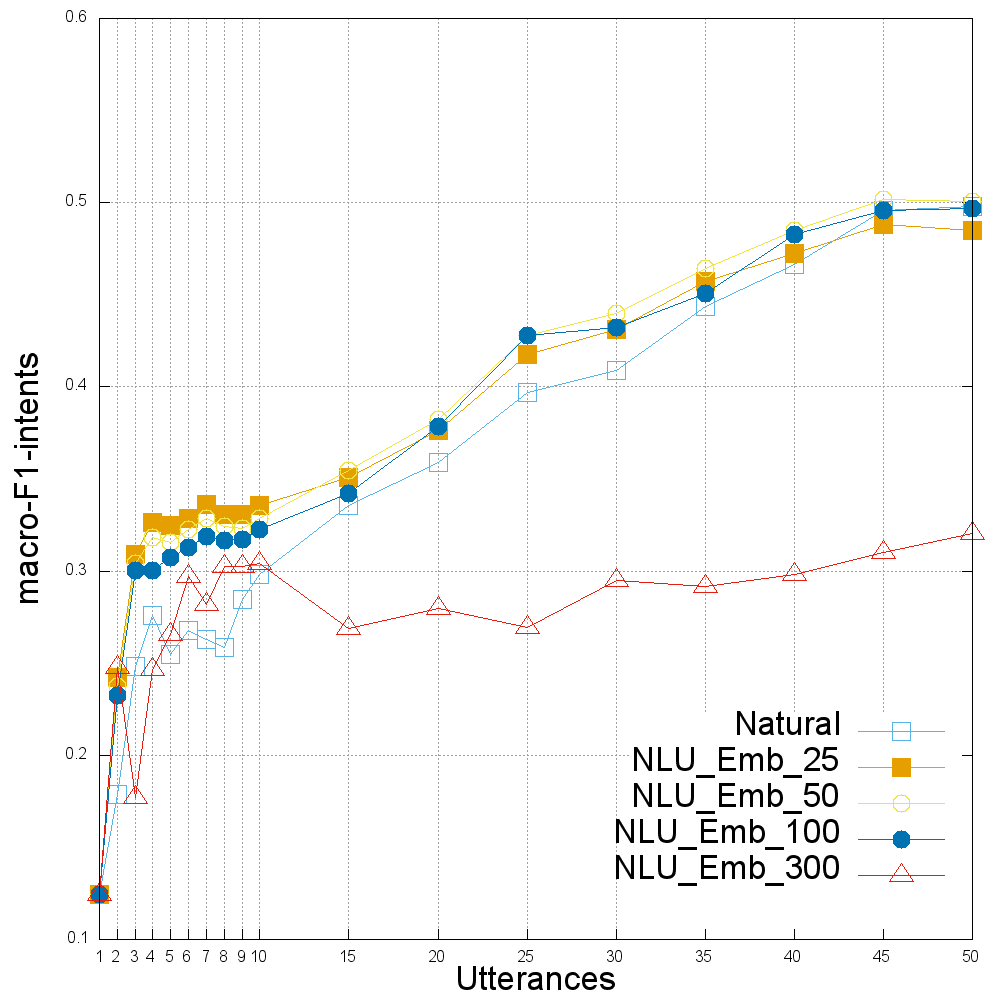 0.6
0.5
0.4
0.3
0.2
0.1
macro-F1-intents
Natural
NLU_Emb_25
NLU_Emb_50
NLU_Emb_100
NLU_Emb_300
1 2 3 4 5 6 7 8 9 10 15 20 25 30 35 40 45 50
Utterances